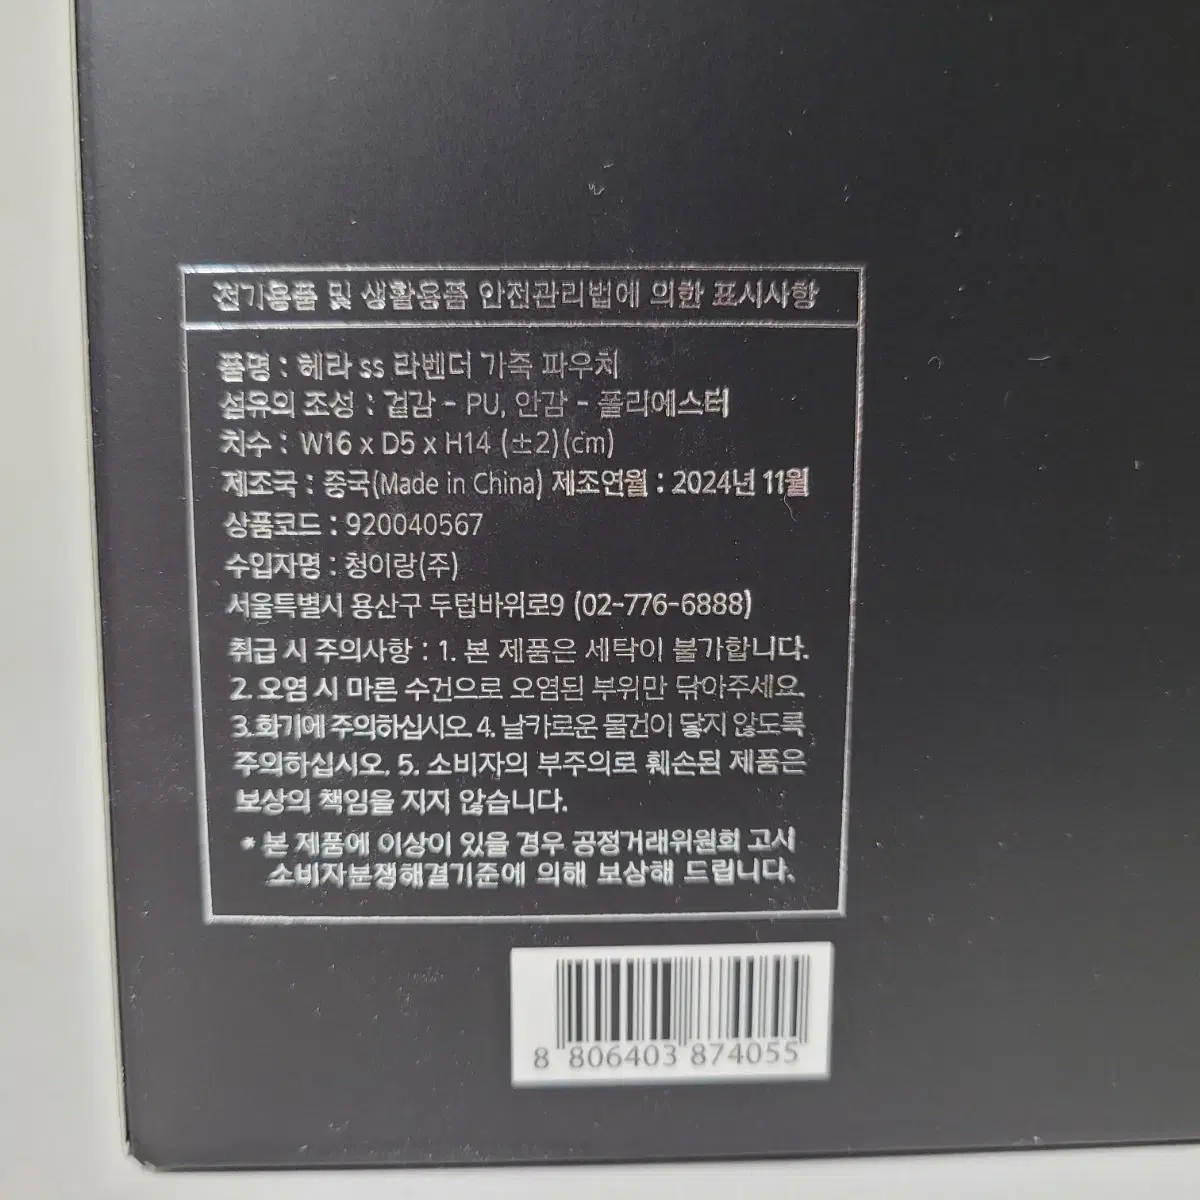 전기용품 및 생활용품 안전관리법에 의한 표시사항
품명 : 헤라 ss 라벤더 가죽 파우치
섬유의 조성 : 겉감 - PU, 안감 - 폴리에스터
치수 : W16 x D5 x H14 (±2)(cm)
제조국 : 중국(Made in China) 제조연월 : 2024년 11월
상품코드 : 920040567
수입자명 : 청이랑(주)
서울특별시 용산구 두텁바위로9 (02-776-6888)
취급 시 주의사항 : 1. 본 제품은 세탁이 불가합니다.
2. 오염 시 마른 수건으로 오염된 부위만 닦아주세요.
3.화기에 주의하십시오. 4. 날카로운 물건이 닿지 않도록
주의하십시오. 5. 소비자의 부주의로 훼손된 제품은
보상의 책임을 지지 않습니다.
* 본 제품에 이상이 있을 경우 공정거래위원회 고시
소비자분쟁해결기준에 의해 보상해 드립니다.
8 806403 874055